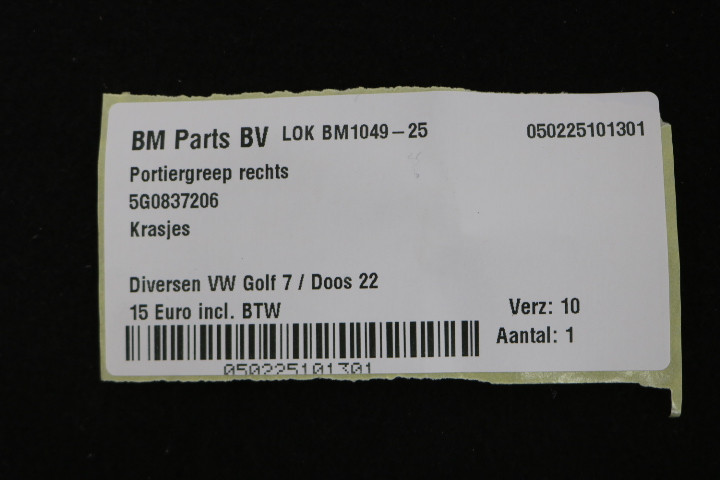 BM Parts BV LOK BM1049-25 050225101301
Portiergreep rechts
5G0837206
Krasjes
Diversen VW Golf 7 / Doos 22
15 Euro incl. BTW
Verz: 10
Aantal: 1
050225101301